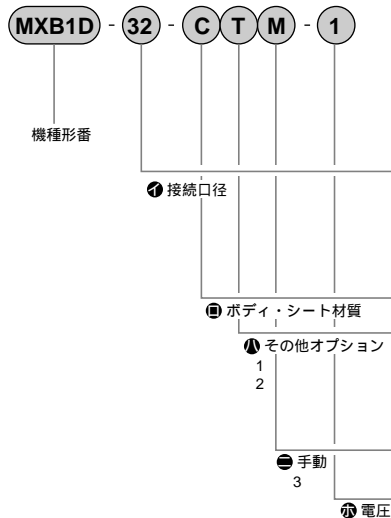 MXB1D - 32 - C T M - 1
機種形番
イ 接続口径
ロ ボディ・シート材質
ハ その他オプション
1
2
ニ 手動
3
ホ 電圧